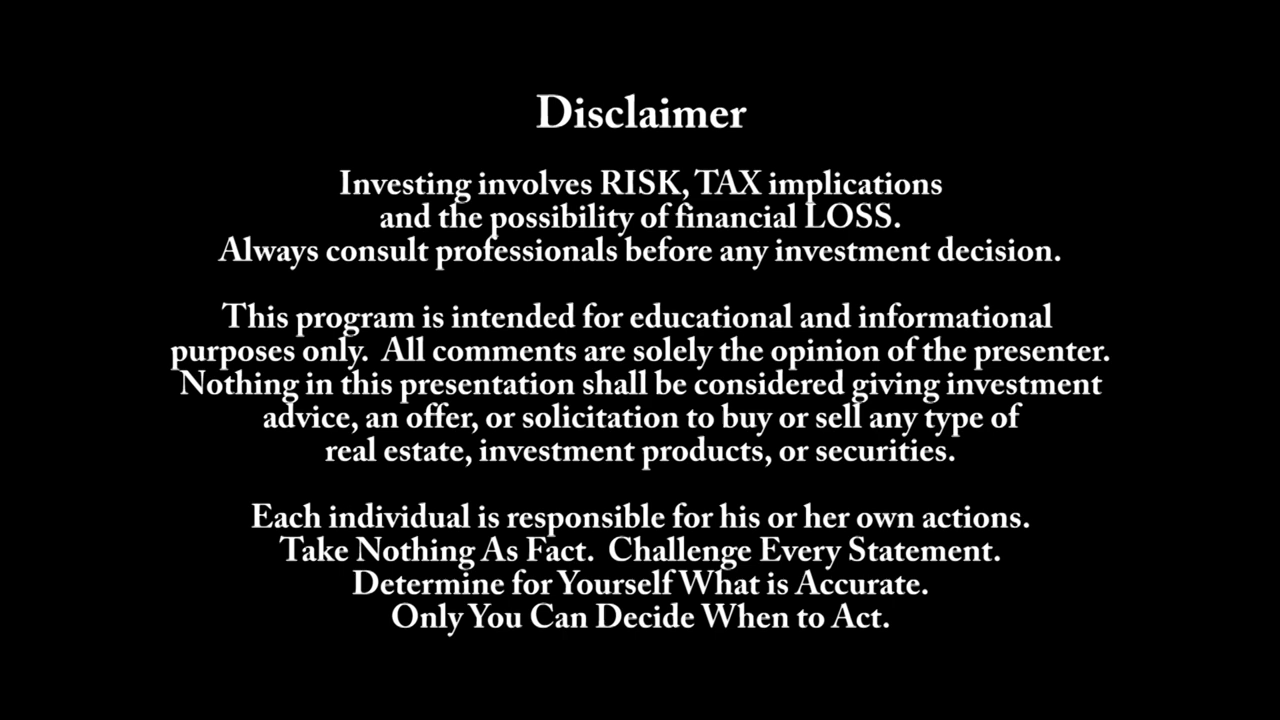 Disclaimer
Investing involves RISK, TAX implications
and the possibility of financial LOSS.
Always consult professionals before any investment decision.
This program is intended for educational and informational
purposes only.  All comments are solely the opinion of the presenter.
Nothing in this presentation shall be considered giving investment
advice, an offer, or solicitation to buy or sell any type of
real estate, investment products, or securities.
Each individual is responsible for his or her own actions.
Take Nothing As Fact.  Challenge Every Statement.
Determine for Yourself What is Accurate.
Only You Can Decide When to Act.